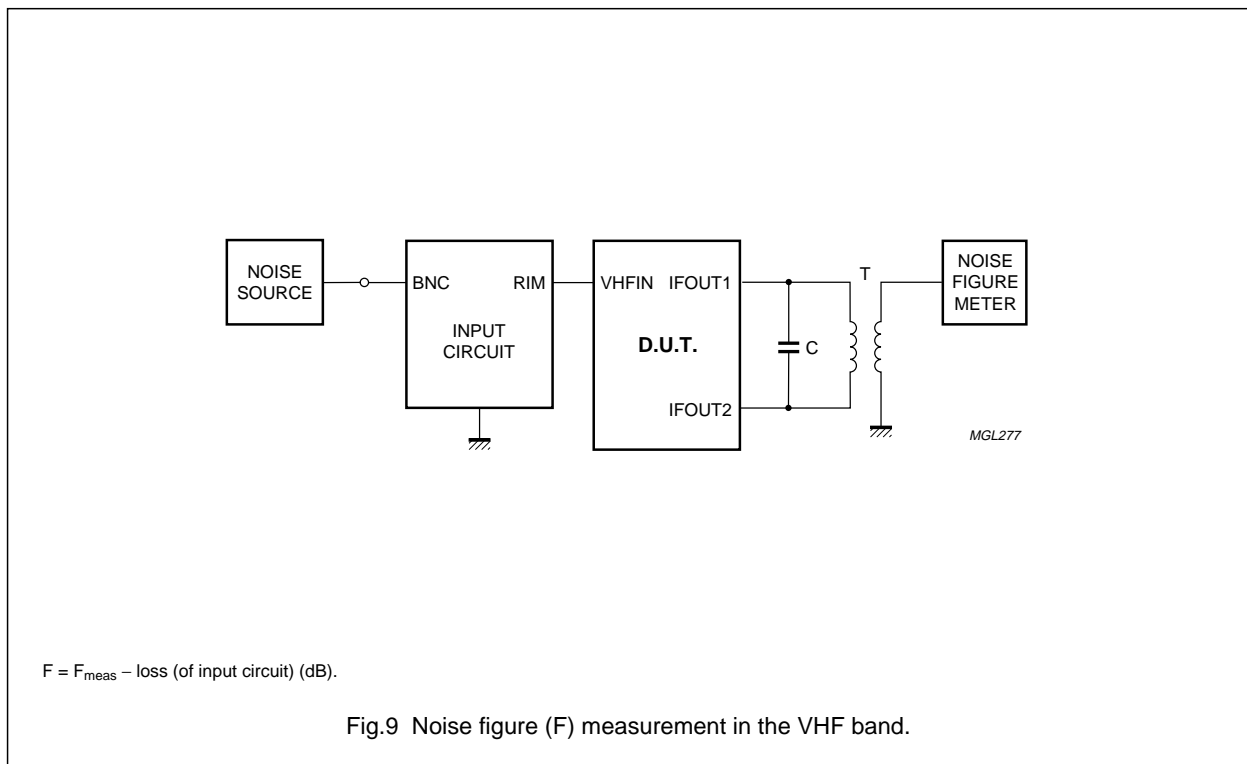 NOISE
SOURCE
BNC
RIM
INPUT
CIRCUIT
VHFIN
IFOUT1
D.U.T.
IFOUT2
C
T
NOISE
FIGURE
METER
MGL277
F = Fmeas − loss (of input circuit) (dB).
Fig.9 Noise figure (F) measurement in the VHF band.